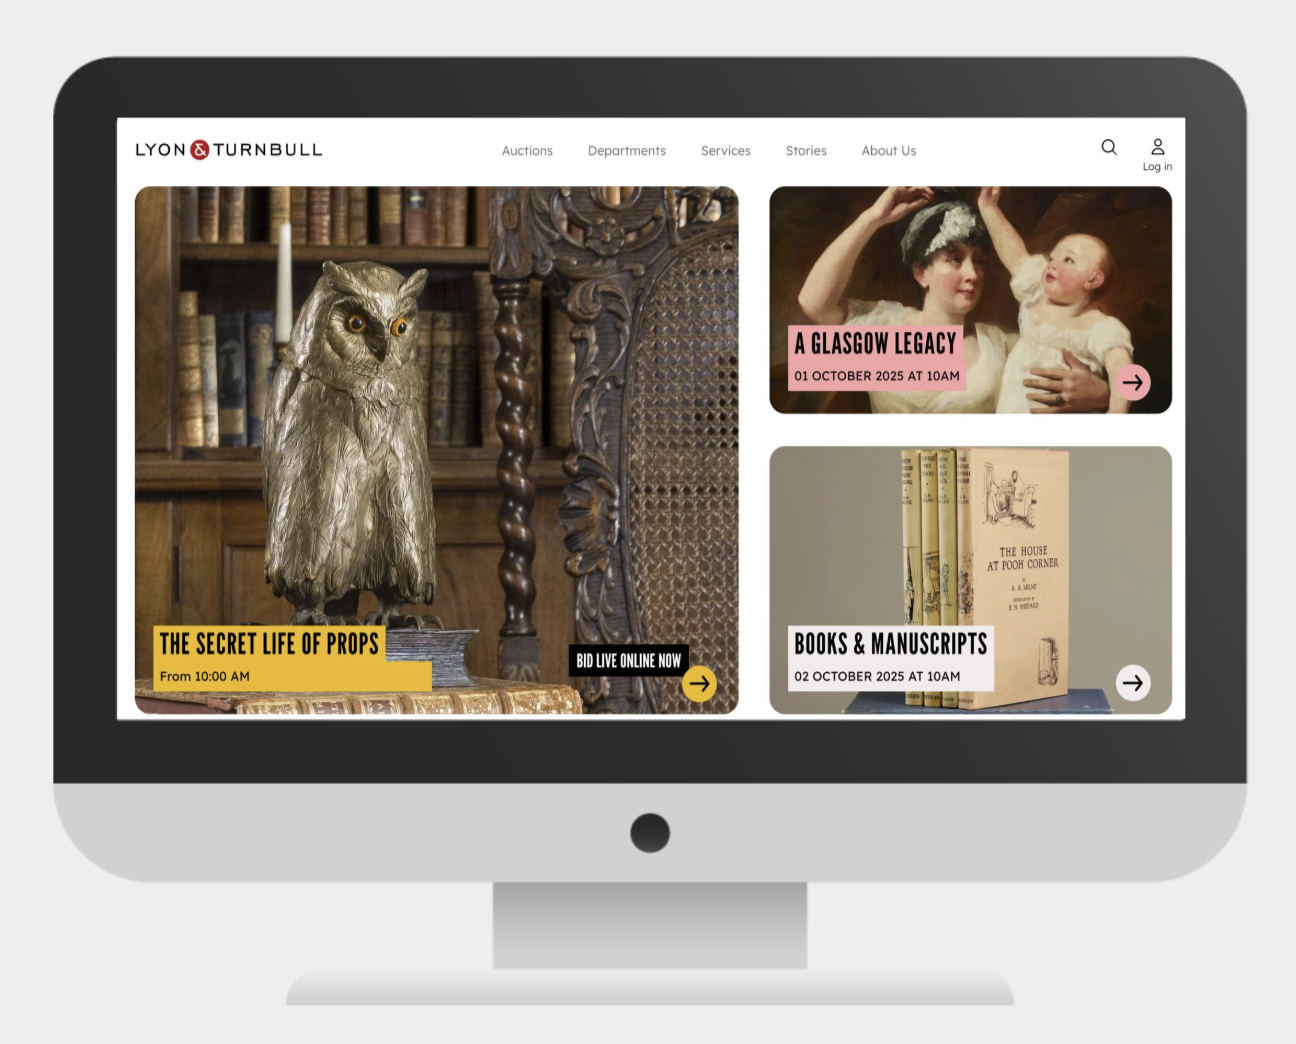 LYON & TURNBULL
Auctions Departments Services Stories About Us
Log in
THE SECRET LIFE OF PROPS
From 10:00 AM
BID LIVE ONLINE NOW
A GLASGOW LEGACY
01 OCTOBER 2025 AT 10AM
THE HOUSE
AT POOH CORNER
BY
A. A. MILNE
E. H. SHEPARD
BOOKS & MANUSCRIPTS
02 OCTOBER 2025 AT 10AM